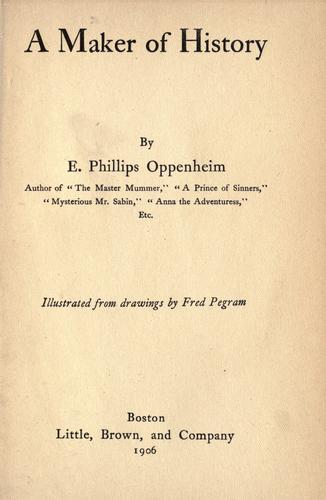 A Maker of History
By
E. Phillips Oppenheim
Author of "The Master Mummer," "A Prince of Sinners,"
"Mysterious Mr. Sabin," "Anna the Adventuress,"
Etc.
Illustrated from drawings by Fred Pegram
Boston
Little, Brown, and Company
1906